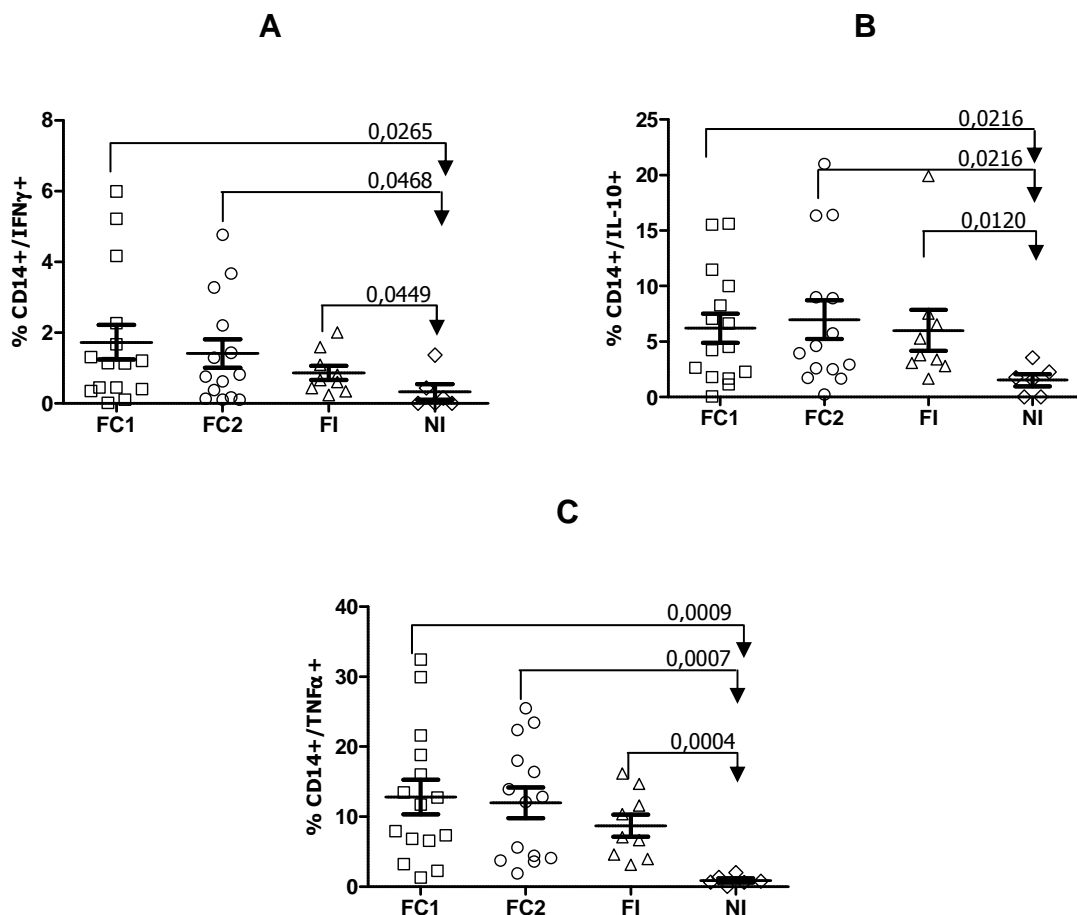 A
% CD14+/IFNγ+
8
6
4
2
0
0,0265
0,0468
0,0449
FC1 FC2 FI NI
B
% CD14+/IL-10+
25
20
15
10
5
0
0,0216
0,0216
0,0120
FC1 FC2 FI NI
C
% CD14+/TNFα+
40
30
20
10
0
0,0009
0,0007
0,0004
FC1 FC2 FI NI